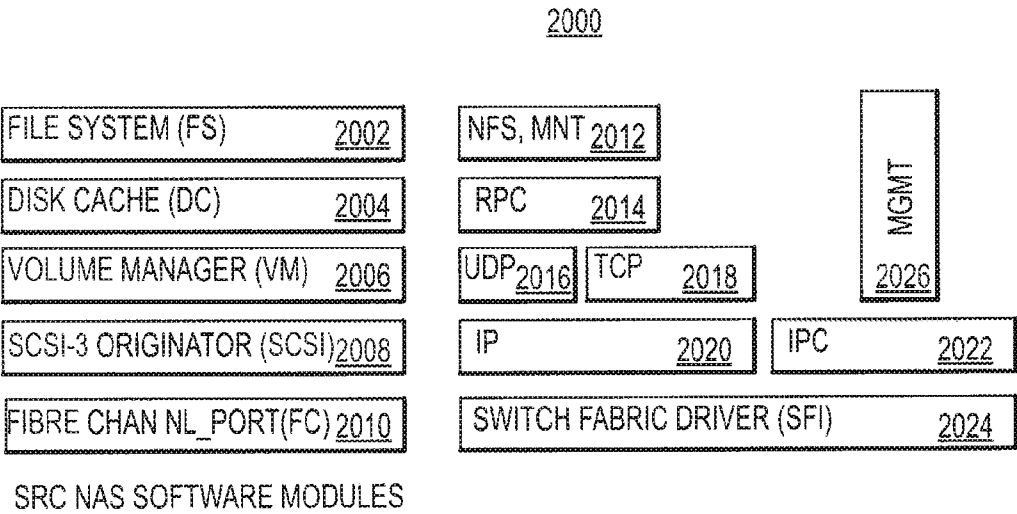 2000
FILE SYSTEM (FS) 2002
NFS, MNT 2012
DISK CACHE (DC) 2004
RPC 2014
MGMT 2026
VOLUME MANAGER (VM) 2006
UDP 2016
TCP 2018
SCSI-3 ORIGINATOR (SCSI) 2008
IP 2020
IPC 2022
FIBRE CHAN NL_PORT(FC) 2010
SWITCH FABRIC DRIVER (SFI) 2024
SRC NAS SOFTWARE MODULES